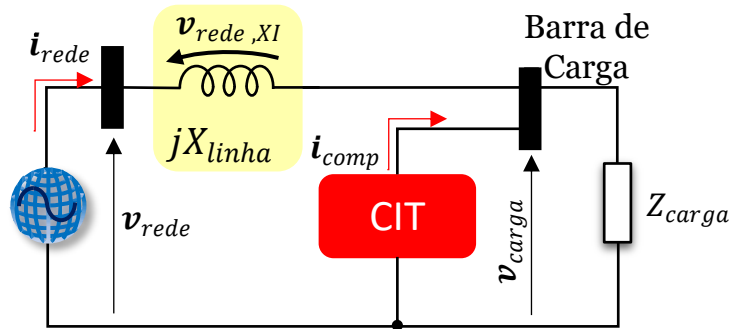 i_rede
v_rede ,XI
jX_linha
Barra de
Carga
i_comp
v_rede
CIT
v_carga
Z_carga